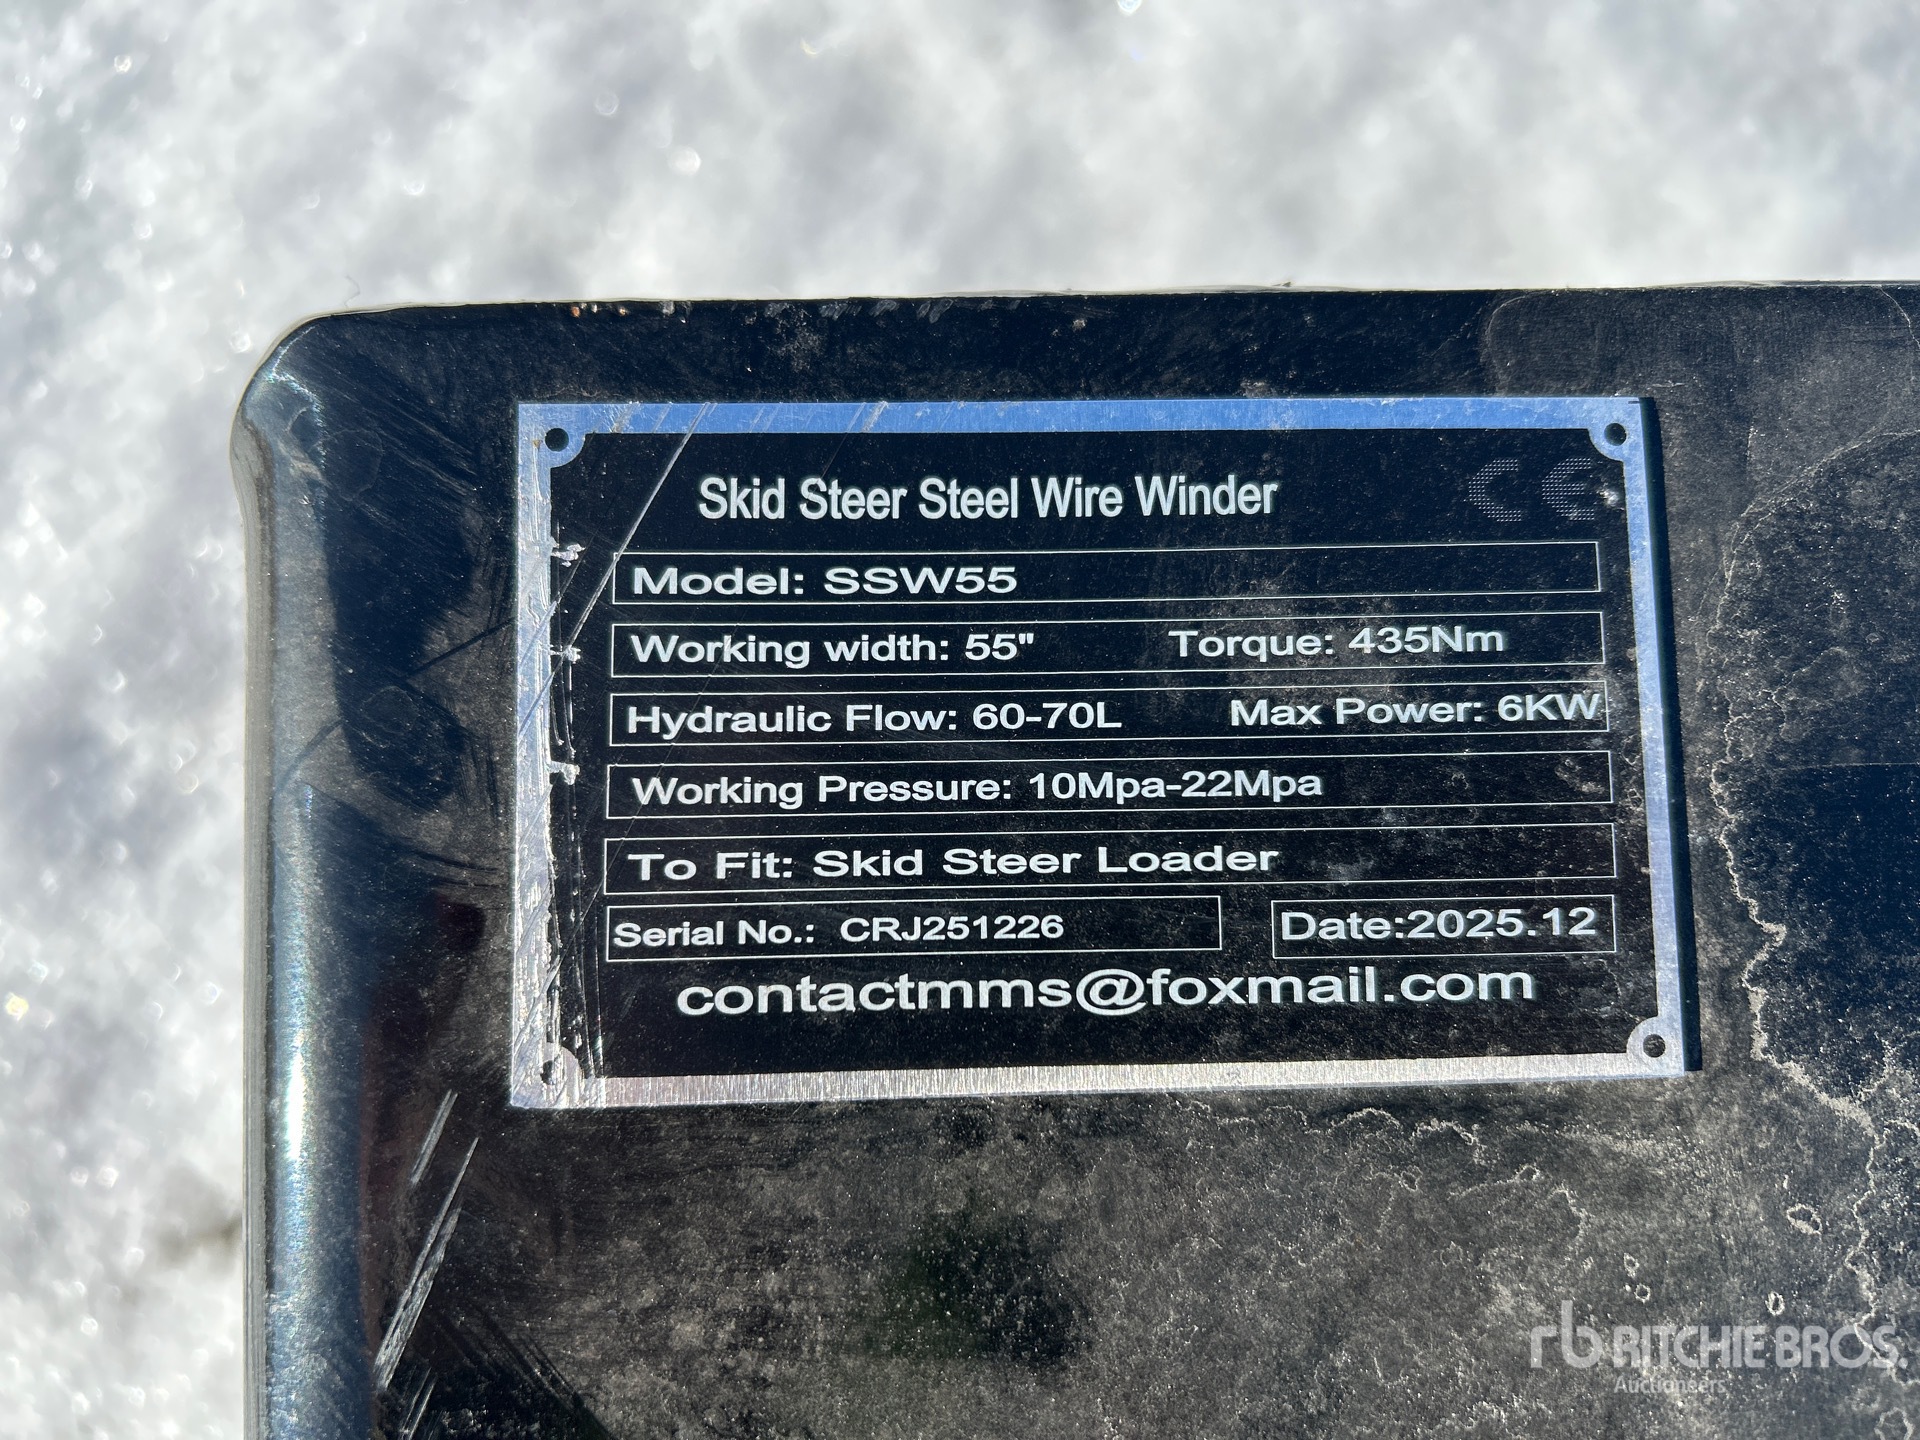 Skid Steer Steel Wire Winder CE
Model: SSW55
Working width: 55" Torque: 435Nm
Hydraulic Flow: 60-70L Max Power: 6KW
Working Pressure: 10Mpa-22Mpa
To Fit: Skid Steer Loader
Serial No.: CRJ251226 Date:2025.12
contactmms@foxmail.com
rb RITCHIE BROS.
Auctioneers